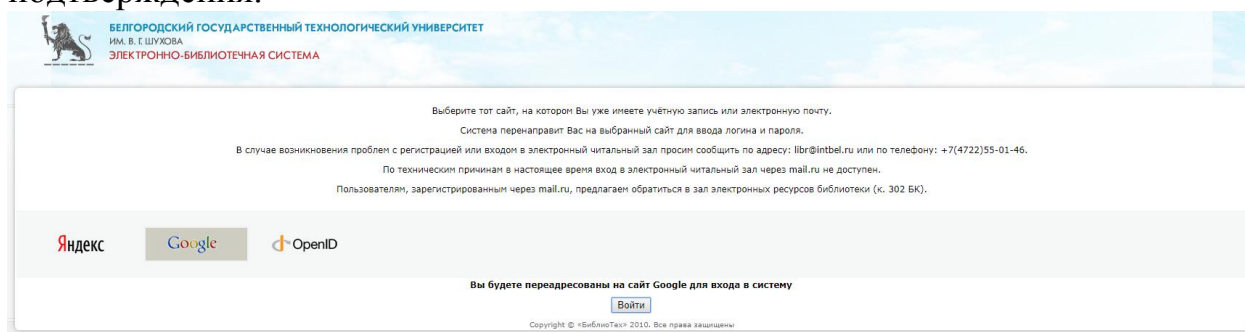 подтверждения.
БЕЛГОРОДСКИЙ ГОСУДАРСТВЕННЫЙ ТЕХНОЛОГИЧЕСКИЙ УНИВЕРСИТЕТ
ИМ. В. Г. ШУХОВА
ЭЛЕКТРОННО-БИБЛИОТЕЧНАЯ СИСТЕМА
Выберите тот сайт, на котором Вы уже имеете учётную запись или электронную почту.
Система перенаправит Вас на выбранный сайт для ввода логина и пароля.
В случае возникновения проблем с регистрацией или входом в электронный читальный зал просим сообщить по адресу: libr@intbel.ru или по телефону: +7(4722)55-01-46.
По техническим причинам в настоящее время вход в электронный читальный зал через mail.ru не доступен.
Пользователям, зарегистрированным через mail.ru, предлагаем обратиться в зал электронных ресурсов библиотеки (к. 302 БК).
Яндекс Google OpenID
Вы будете переадресованы на сайт Google для входа в систему
Войти
Copyright © «БиблиоТех» 2010. Все права защищены